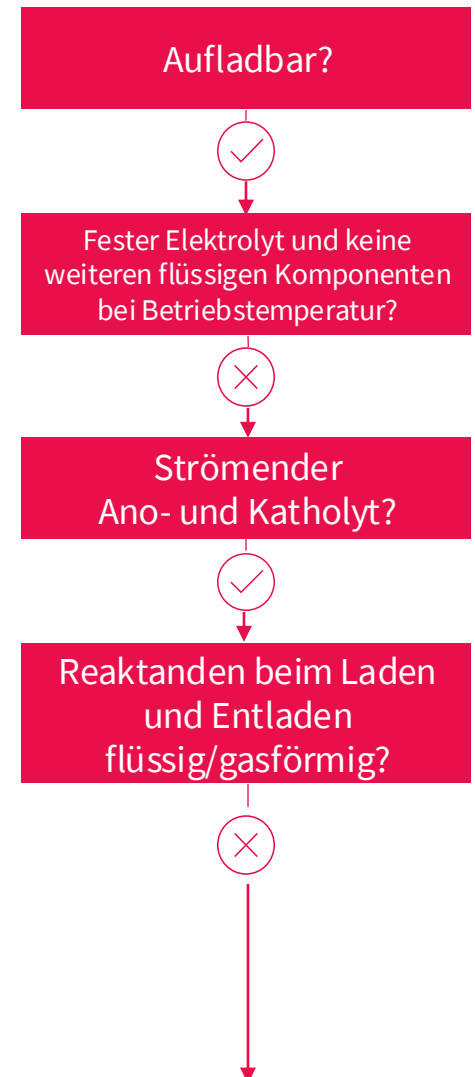 Aufladbar?
Fester Elektrolyt und keine
weiteren flüssigen Komponenten
bei Betriebstemperatur?
Strömender
Ano- und Katholyt?
Reaktanden beim Laden
und Entladen
flüssig/gasförmig?